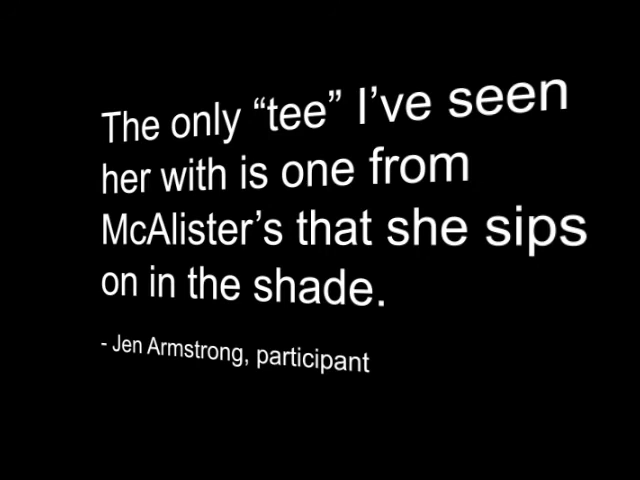 The only “tee” I’ve seen
her with is one from
McAlister’s that she sips
on in the shade.
- Jen Armstrong, participant